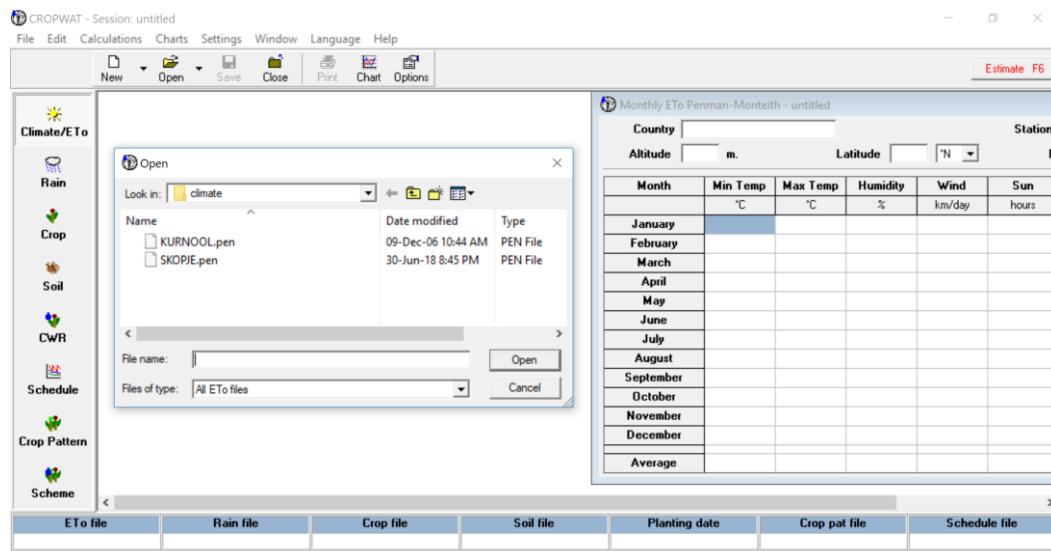 CROPWAT - Session: untitled
File Edit Calculations Charts Settings Window Language Help
New Open Save Close Print Chart Options
Estimate F6
Climate/ETo
Rain
Crop
Soil
CWR
Schedule
Crop Pattern
Scheme
Open
Look in: climate
Name Date modified Type
KURNOOL.pen 09-Dec-06 10:44 AM PEN File
SKOPJE.pen 30-Jun-18 8:45 PM PEN File
File name: Open
Files of type: All ETo files Cancel
Monthly ETo Penman-Monteith - untitled
Country Station
Altitude m. Latitude °N
Month Min Temp Max Temp Humidity Wind Sun
°C °C % km/day hours
January
February
March
April
May
June
July
August
September
October
November
December
Average
ETo file Rain file Crop file Soil file Planting date Crop pat file Schedule file